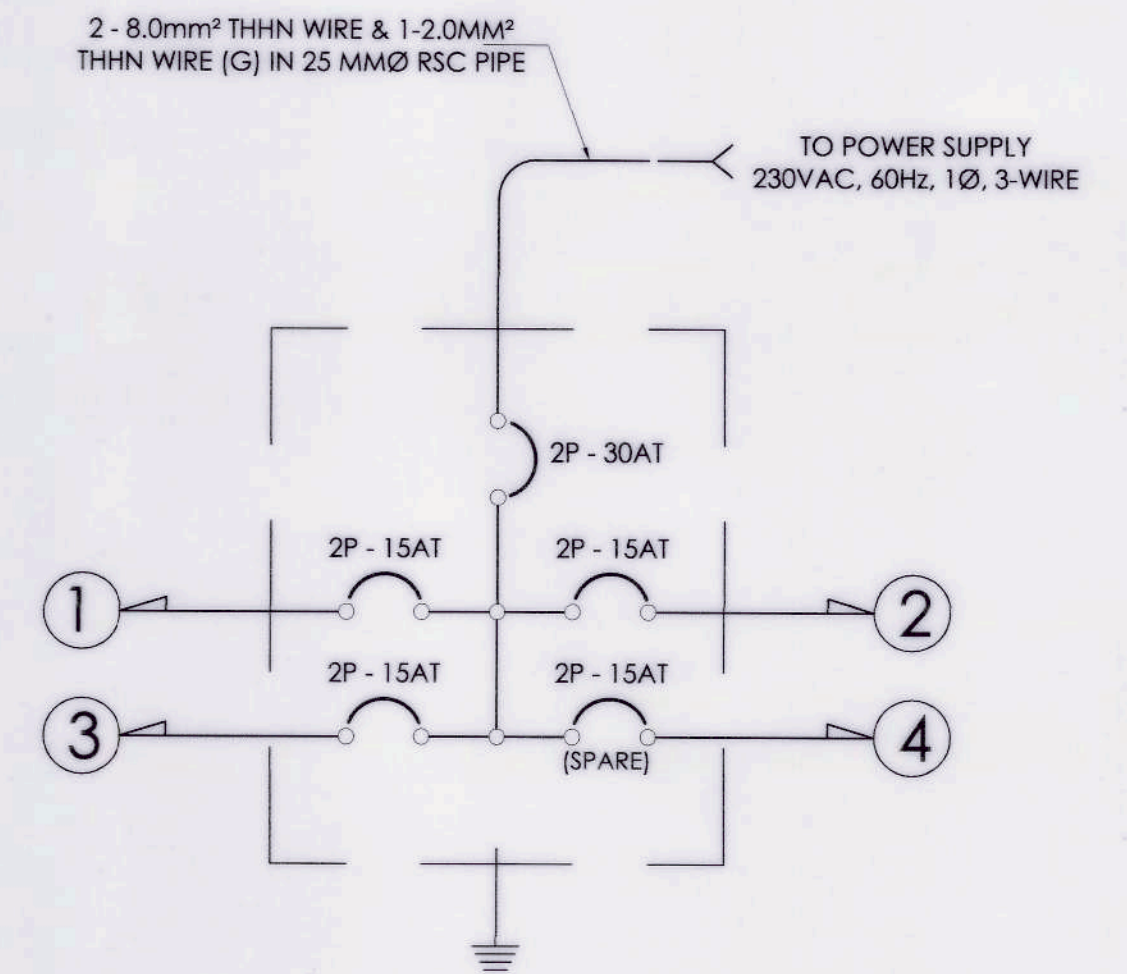 2 - 8.0mm² THHN WIRE & 1-2.0MM²
THHN WIRE (G) IN 25 MMØ RSC PIPE
TO POWER SUPPLY
230VAC, 60Hz, 1Ø, 3-WIRE
2P - 30AT
2P - 15AT
2P - 15AT
1
2
2P - 15AT
2P - 15AT
3
4
(SPARE)